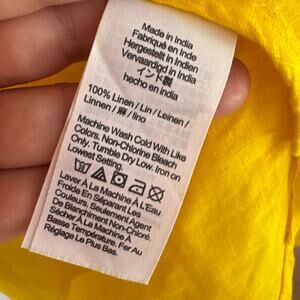 Made in India
Fabriqué en Inde
Hergestellt in Indien
Vervaardigd in India
インド製
hecho en india
100% Linen / Lin / Leinen /
Linnen / 麻 / lino
Machine Wash Cold With Like
Colors. Non-Chlorine Bleach
Only. Tumble Dry Low. Iron on
Lowest Setting.
Laver À La Machine À L'Eau
Froide En Séparant Les
Couleurs. Seulement Agent
De Blanchiment Non-Chloré.
Sécher À La Machine À
Basse Température. Fer Au
Réglage Le Plus Bas.